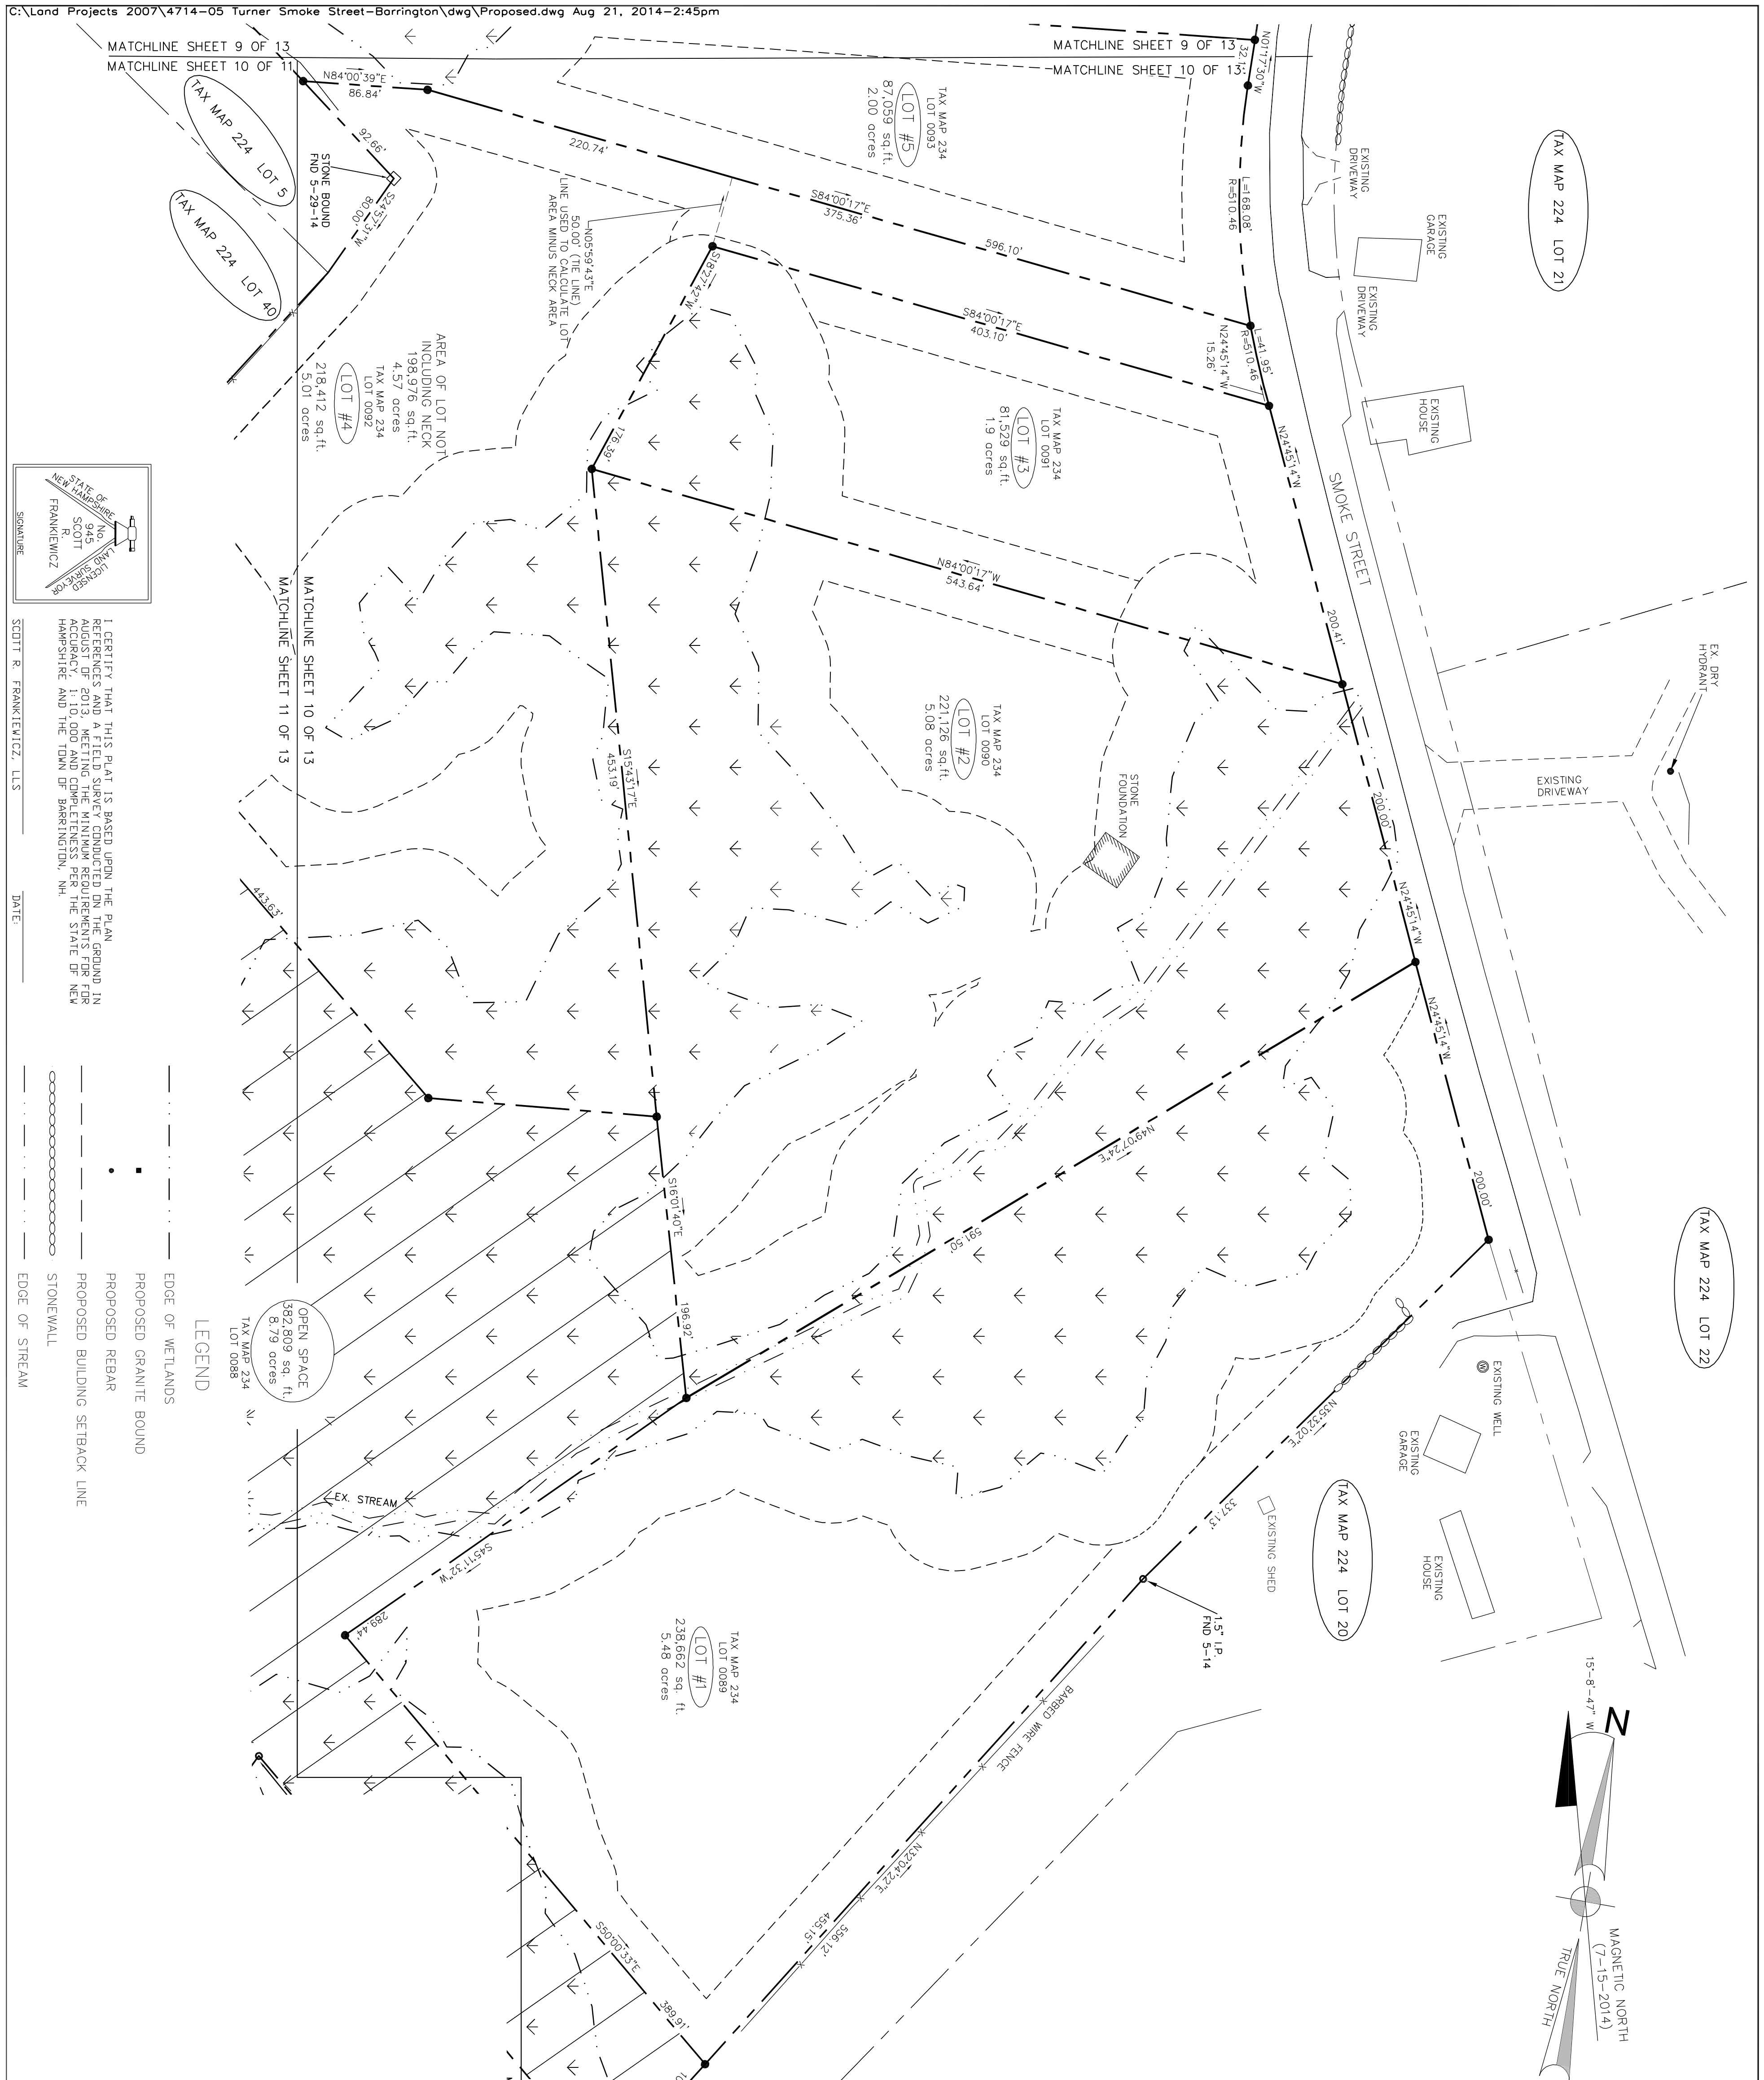 C:\Land Projects 2007\4714-05 Turner Smoke Street-Barrington\dwg\Proposed.dwg Aug 21, 2014-2:45pm
MATCHLINE SHEET 9 OF 13
MATCHLINE SHEET 10 OF 11
MATCHLINE SHEET 9 OF 13
MATCHLINE SHEET 10 OF 13
N01°17'30"W
N84°00'39"E
86.84'
92.66'
STONE BOUND
FND 5-29-14
S24°57'31"W
80.00'
TAX MAP 224 LOT 5
TAX MAP 224 LOT 40
220.74'
S84°00'17"E
375.36'
596.10'
TAX MAP 234
LOT 0093
LOT #5
87,059 sq.ft.
2.00 acres
L=168.08'
R=510.46
EXISTING
DRIVEWAY
EXISTING
GARAGE
TAX MAP 224 LOT 21
EXISTING
DRIVEWAY
EXISTING
HOUSE
N05°59'43"E
50.00' (TIE LINE)
LINE USED TO CALCULATE LOT
AREA MINUS NECK AREA
S18°27'42"W
176.39'
S84°00'17"E
403.10'
L=41.95'
R=510.46
N24°45'14"W
15.26'
AREA OF LOT NOT
INCLUDING NECK
198,976 sq.ft.
4.57 acres
TAX MAP 234
LOT 0092
LOT #4
218,412 sq.ft.
5.01 acres
TAX MAP 234
LOT 0091
LOT #3
81,529 sq.ft.
1.9 acres
N24°45'14"W
200.41'
SMOKE STREET
N84°00'17"W
543.64'
MATCHLINE SHEET 10 OF 13
MATCHLINE SHEET 11 OF 13
TAX MAP 234
LOT 0090
LOT #2
221,126 sq.ft.
5.08 acres
STONE
FOUNDATION
S15°43'17"E
453.19'
EX. DRY
HYDRANT
EXISTING
DRIVEWAY
200.00'
N24°45'14"W
N24°45'14"W
200.00'
443.63'
N49°07'24"E
591.50'
S16°01'40"E
196.92'
TAX MAP 224 LOT 22
EXISTING WELL
W
EXISTING
GARAGE
N35°32'02"E
337.13'
TAX MAP 224 LOT 20
EXISTING
HOUSE
EXISTING SHED
1.5" I.P.
FND 5-14
OPEN SPACE
382,809 sq. ft.
8.79 acres
TAX MAP 234
LOT 0088
EX. STREAM
S45°11'32"W
289.44'
TAX MAP 234
LOT 0089
LOT #1
238,662 sq. ft.
5.48 acres
BARBED WIRE FENCE
N32°04'22"E
455.15'
556.12'
S50°00'33"E
389.91'
15°-8'-47" W
N
MAGNETIC NORTH
(7-15-2014)
TRUE NORTH
STATE OF
NEW HAMPSHIRE
No.
945
SCOTT
R.
FRANKIEWICZ
LICENSED
LAND SURVEYOR
SIGNATURE
I CERTIFY THAT THIS PLAT IS BASED UPON THE PLAN
REFERENCES AND A FIELD SURVEY CONDUCTED ON THE GROUND IN
AUGUST OF 2013, MEETING THE MINIMUM REQUIREMENTS FOR FOR
ACCURACY, 1:10,000 AND COMPLETENESS PER THE STATE OF NEW
HAMPSHIRE AND THE TOWN OF BARRINGTON, NH.
SCOTT R. FRANKIEWICZ, LLS
DATE:
LEGEND
EDGE OF WETLANDS
PROPOSED GRANITE BOUND
PROPOSED REBAR
PROPOSED BUILDING SETBACK LINE
STONEWALL
EDGE OF STREAM